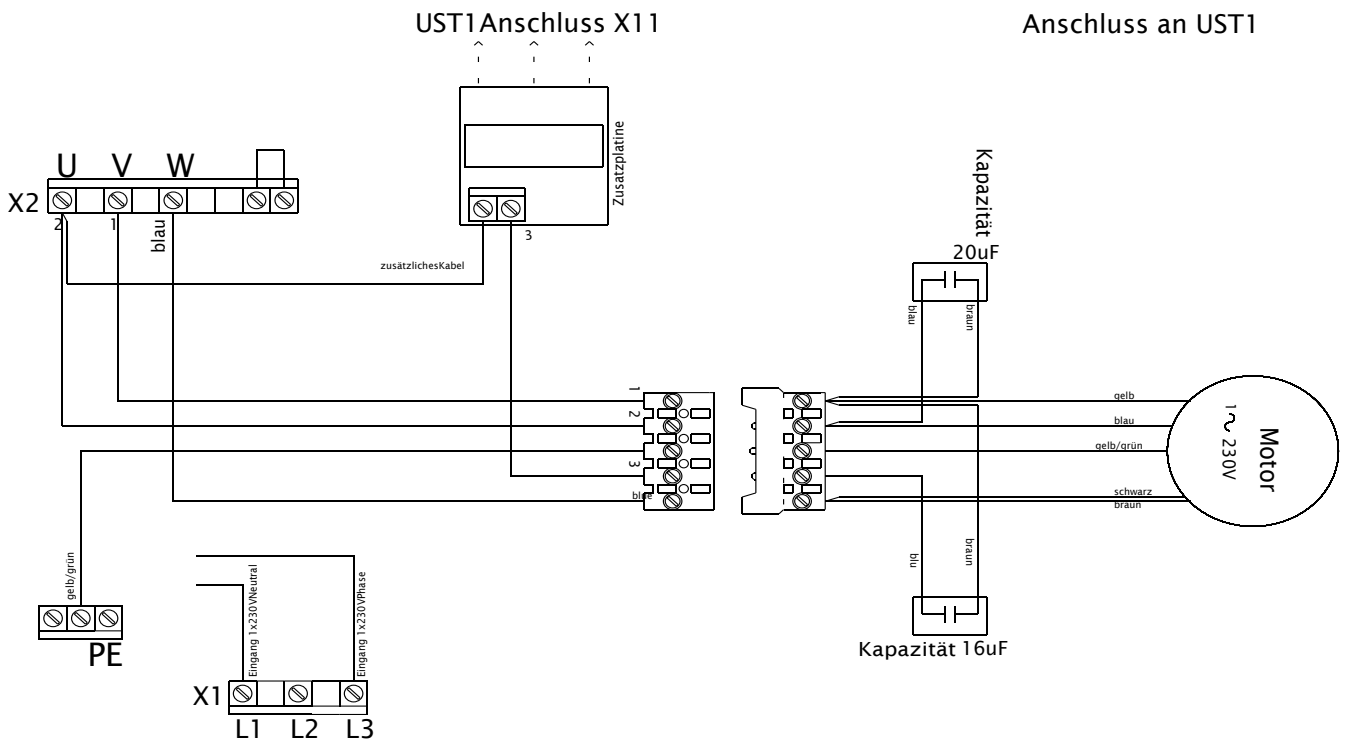 UST1Anschluss X11
Anschluss an UST1
Zusatzplatine
U V W
X2
2 1 blau
3
zusätzlichesKabel
Kapazität
20uF
blau braun
1
2
3
blue
gelb
blau
gelb/grün
schwarz
braun
Motor
1~ 230V
gelb/grün
PE
Eingang 1x230VNeutral
Eingang 1x230VPhase
X1
L1 L2 L3
blu braun
Kapazität 16uF